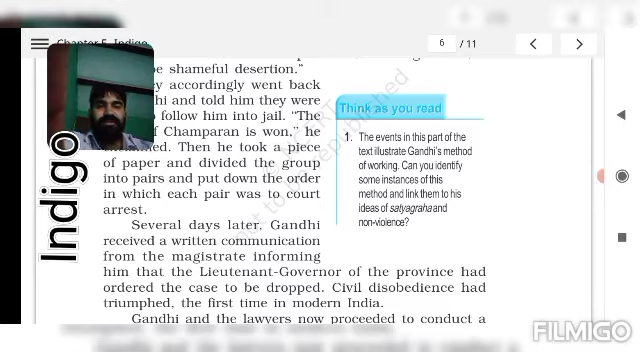 Chapter 5. Indigo
6 / 11
be shameful desertion."
accordingly went back
and told him they were
follow him into jail. "The
of Champaran is won," he
Then he took a piece
of paper and divided the group
into pairs and put down the order
in which each pair was to court
arrest.
Several days later, Gandhi
received a written communication
from the magistrate informing
him that the Lieutenant-Governor of the province had
ordered the case to be dropped. Civil disobedience had
triumphed, the first time in modern India.
Gandhi and the lawyers now proceeded to conduct a
Think as you read
1. The events in this part of the
text illustrate Gandhi's method
of working. Can you identify
some instances of this
method and link them to his
ideas of satyagraha and
non-violence?
Indigo
not to be republished
FILMIGO